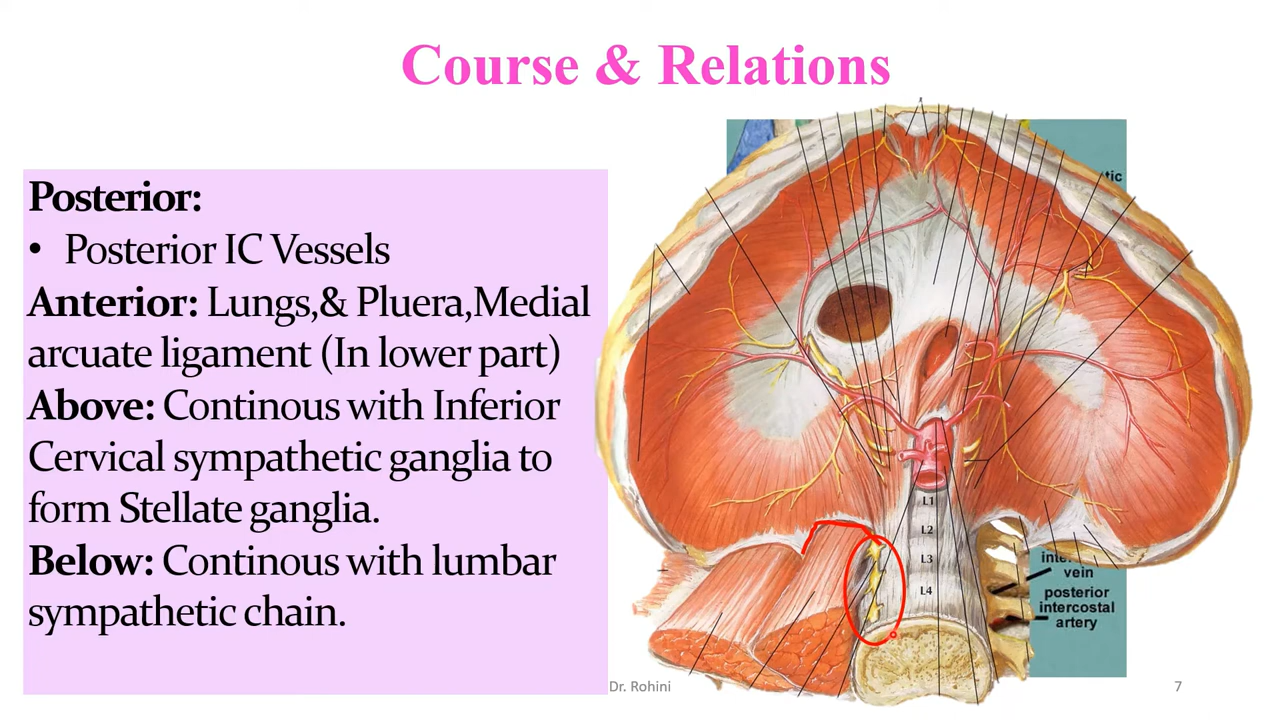 Course & Relations
Posterior:
• Posterior IC Vessels
Anterior: Lungs,& Pluera,Medial
arcuate ligament (In lower part)
Above: Continous with Inferior
Cervical sympathetic ganglia to
form Stellate ganglia.
Below: Continous with lumbar
sympathetic chain.
tic
L1
L2
L3
L4
vein
posterior
intercostal
artery
Dr. Rohini
7